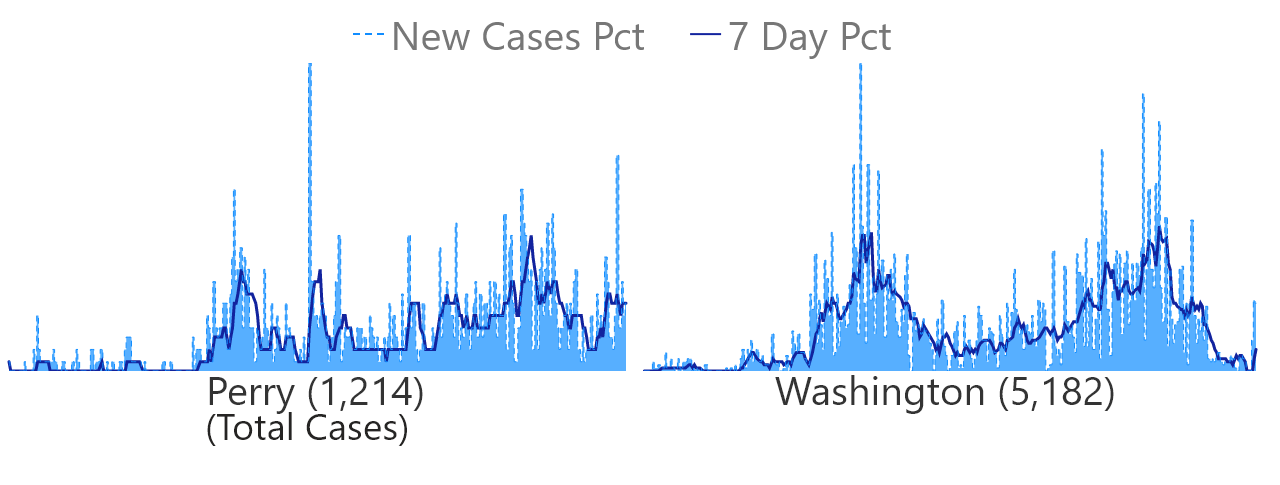 New Cases Pct 7 Day Pct
Perry (1,214)
(Total Cases)
Washington (5,182)